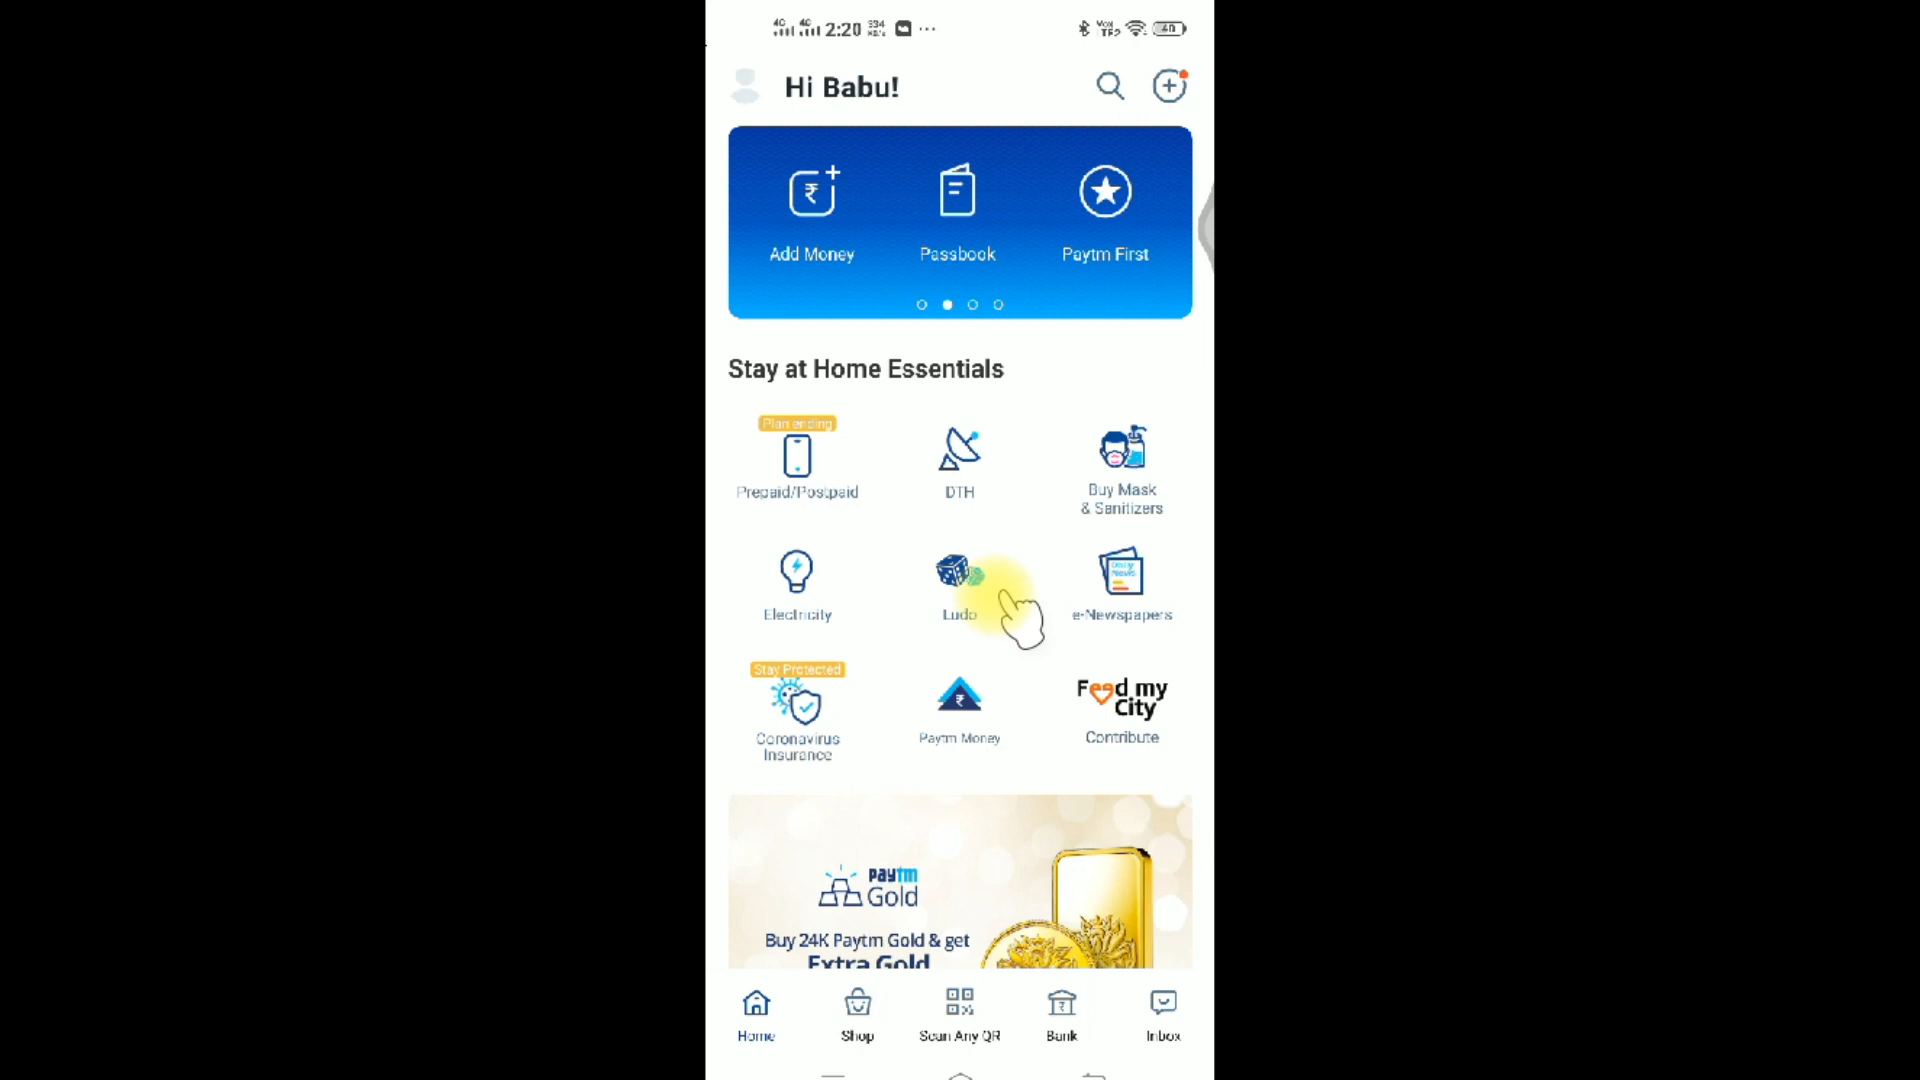 2:20
Hi Babu!
Add Money Passbook Paytm First
Stay at Home Essentials
Plan ending
Prepaid/Postpaid DTH Buy Mask
& Sanitizers
Electricity Ludo e-Newspapers
Stay Protected
Feed my
City
Coronavirus Paytm Money Contribute
Insurance
paytm
Gold
Buy 24K Paytm Gold & get
Extra Gold
Home Shop Scan Any QR Bank Inbox